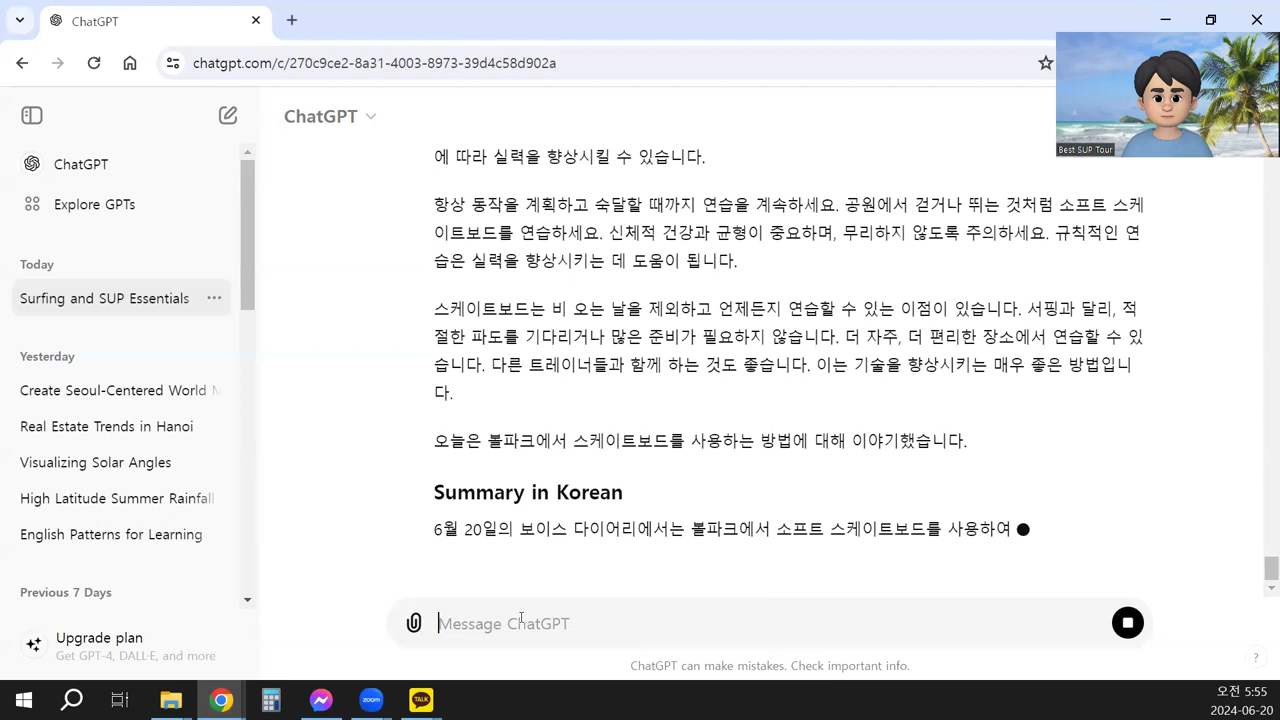 ChatGPT
chatgpt.com/c/270c9ce2-8a31-4003-8973-39d4c58d902a
Best SUP Tour
ChatGPT
ChatGPT
Explore GPTs
Today
Surfing and SUP Essentials
Yesterday
Create Seoul-Centered World M
Real Estate Trends in Hanoi
Visualizing Solar Angles
High Latitude Summer Rainfall
English Patterns for Learning
Previous 7 Days
Upgrade plan
Get GPT-4, DALL·E, and more
에 따라 실력을 향상시킬 수 있습니다.
항상 동작을 계획하고 숙달할 때까지 연습을 계속하세요. 공원에서 걷거나 뛰는 것처럼 소프트 스케
이트보드를 연습하세요. 신체적 건강과 균형이 중요하며, 무리하지 않도록 주의하세요. 규칙적인 연
습은 실력을 향상시키는 데 도움이 됩니다.
스케이트보드는 비 오는 날을 제외하고 언제든지 연습할 수 있는 이점이 있습니다. 서핑과 달리, 적
절한 파도를 기다리거나 많은 준비가 필요하지 않습니다. 더 자주, 더 편리한 장소에서 연습할 수 있
습니다. 다른 트레이너들과 함께 하는 것도 좋습니다. 이는 기술을 향상시키는 매우 좋은 방법입니
다.
오늘은 볼파크에서 스케이트보드를 사용하는 방법에 대해 이야기했습니다.
Summary in Korean
6월 20일의 보이스 다이어리에서는 볼파크에서 소프트 스케이트보드를 사용하여
Message ChatGPT
ChatGPT can make mistakes. Check important info.
?
zoom
TALK
오전 5:55
2024-06-20